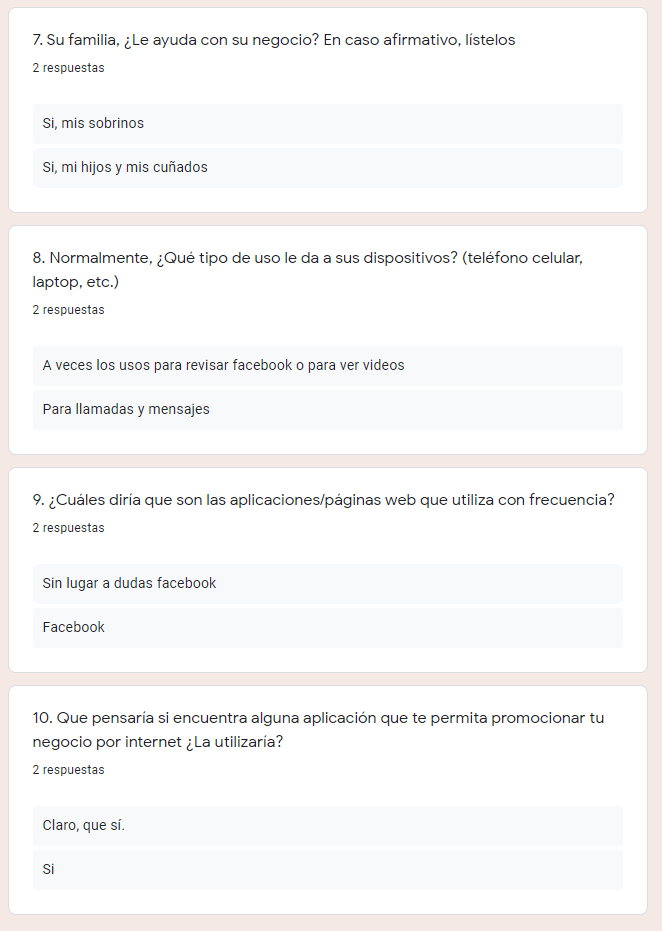 7. Su familia, ¿Le ayuda con su negocio? En caso afirmativo, lístelos
2 respuestas
Si, mis sobrinos
Si, mi hijos y mis cuñados
8. Normalmente, ¿Qué tipo de uso le da a sus dispositivos? (teléfono celular,
laptop, etc.)
2 respuestas
A veces los usos para revisar facebook o para ver videos
Para llamadas y mensajes
9. ¿Cuáles diría que son las aplicaciones/páginas web que utiliza con frecuencia?
2 respuestas
Sin lugar a dudas facebook
Facebook
10. Que pensaría si encuentra alguna aplicación que te permita promocionar tu
negocio por internet ¿La utilizaría?
2 respuestas
Claro, que sí.
Si